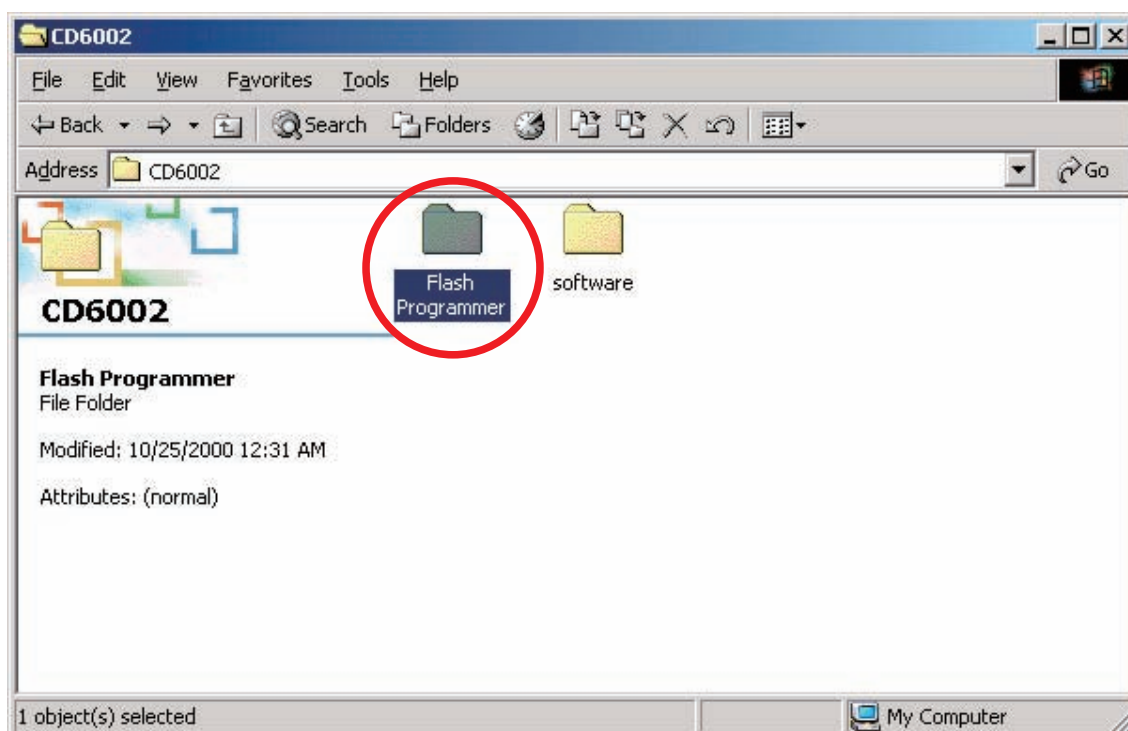 CD6002
File Edit View Favorites Tools Help
Back Search Folders
Address CD6002 Go
Flash
Programmer
software
CD6002
Flash Programmer
File Folder
Modified: 10/25/2000 12:31 AM
Attributes: (normal)
1 object(s) selected My Computer